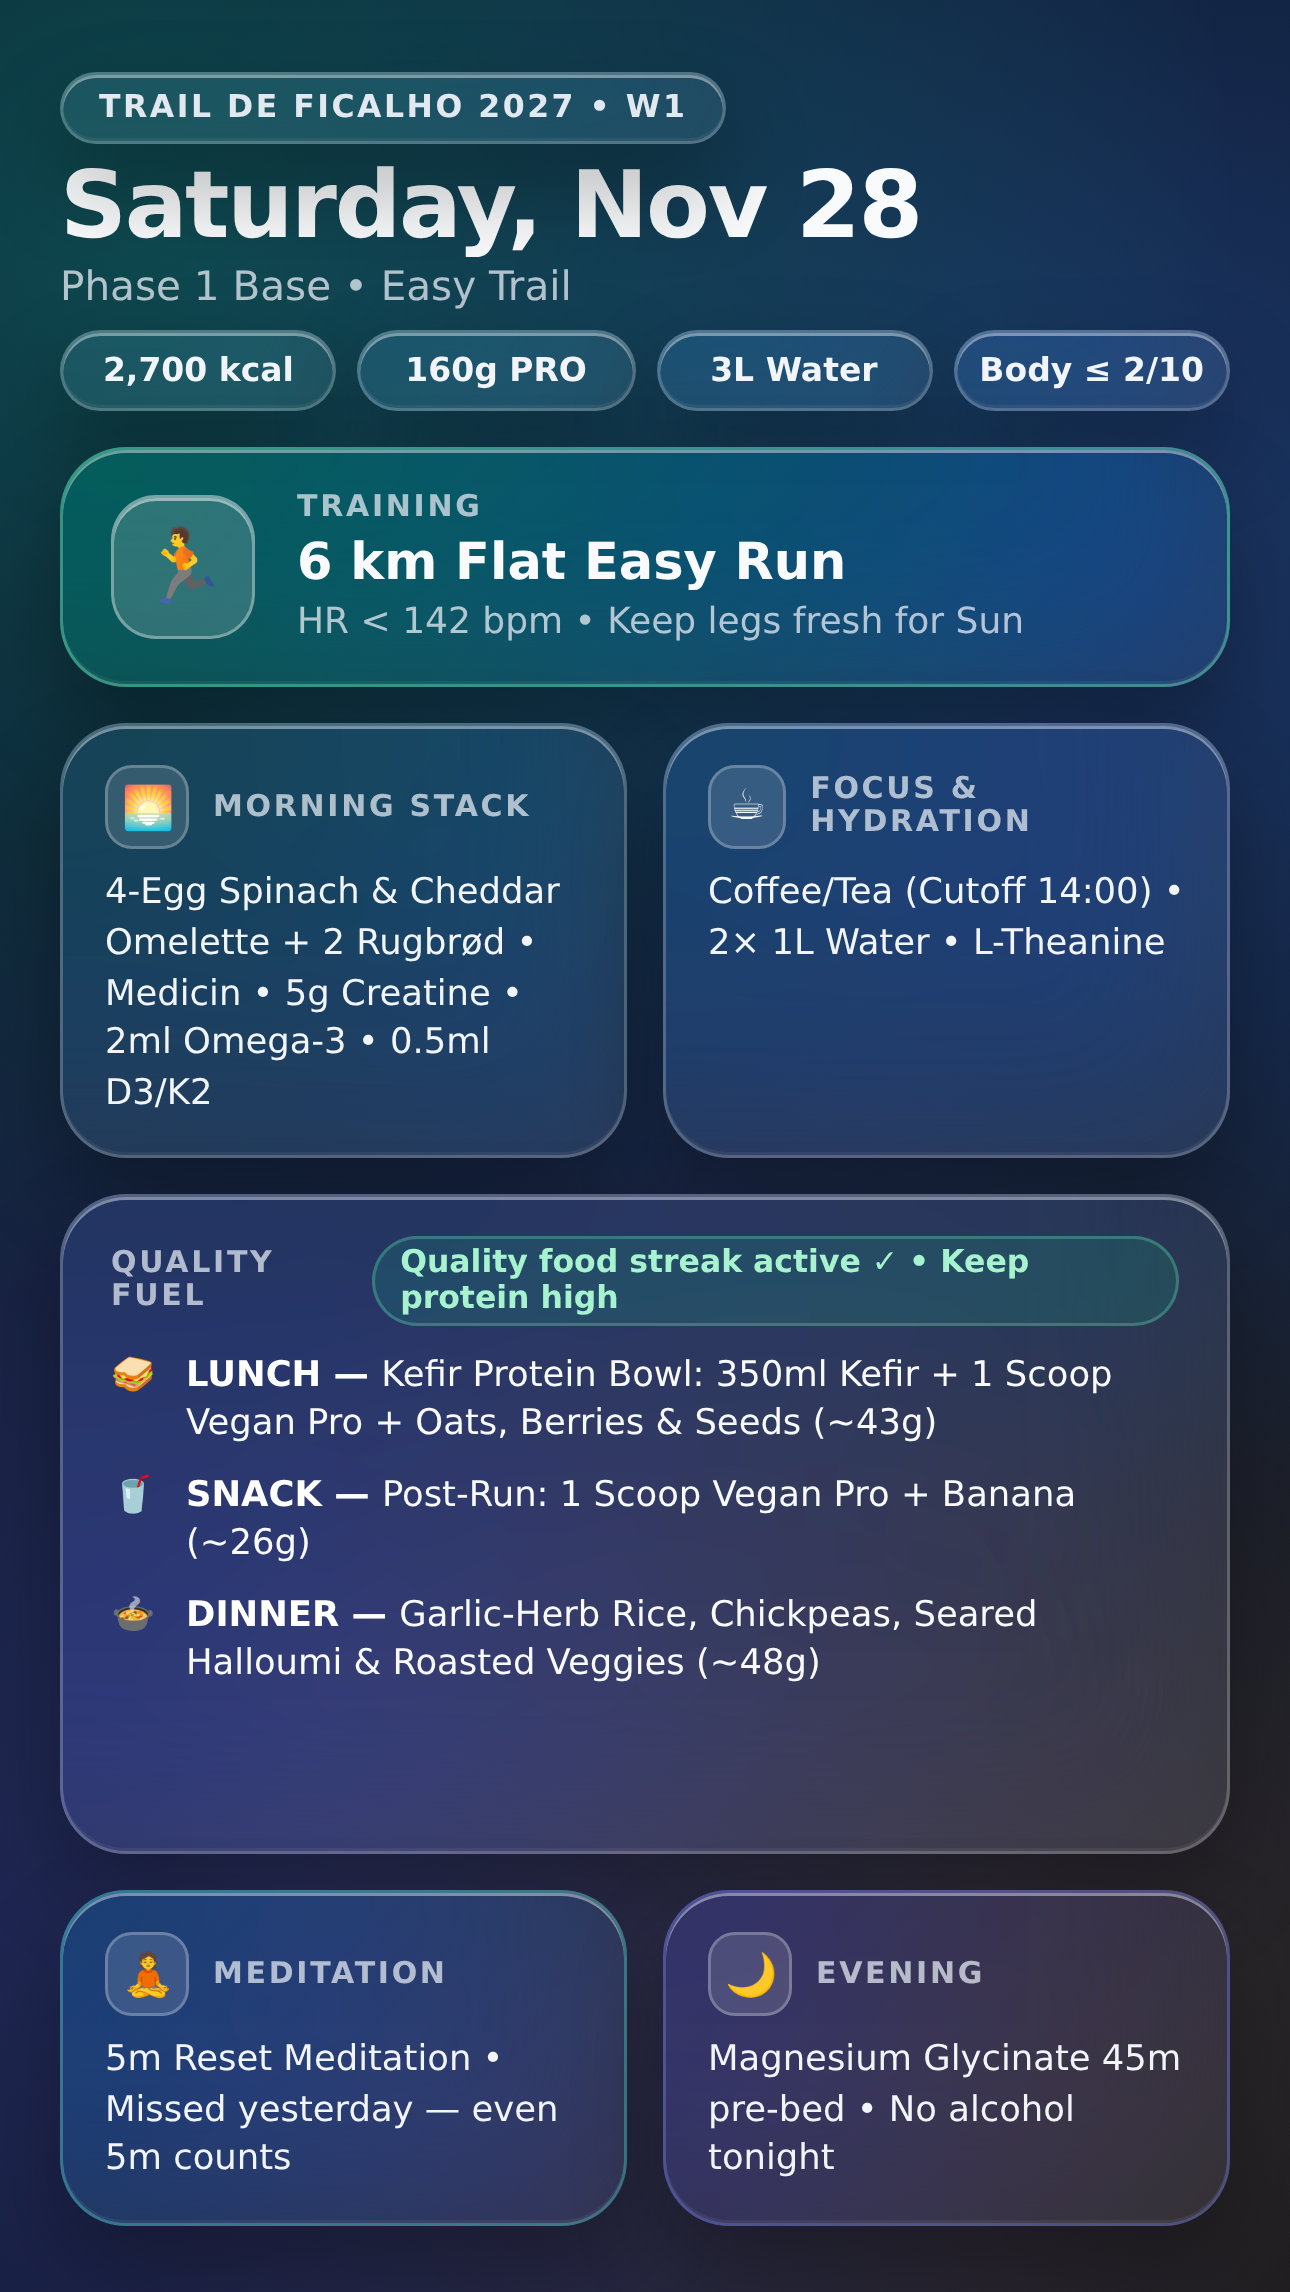 TRAIL DE FICALHO 2027 • W1
Saturday, Nov 28
Phase 1 Base • Easy Trail
2,700 kcal
160g PRO
3L Water
Body ≤ 2/10
TRAINING
6 km Flat Easy Run
HR < 142 bpm • Keep legs fresh for Sun
MORNING STACK
4-Egg Spinach & Cheddar
Omelette + 2 Rugbrød •
Medicin • 5g Creatine •
2ml Omega-3 • 0.5ml
D3/K2
FOCUS &
HYDRATION
Coffee/Tea (Cutoff 14:00) •
2× 1L Water • L-Theanine
QUALITY
FUEL
Quality food streak active ✓ • Keep
protein high
LUNCH — Kefir Protein Bowl: 350ml Kefir + 1 Scoop
Vegan Pro + Oats, Berries & Seeds (~43g)
SNACK — Post-Run: 1 Scoop Vegan Pro + Banana
(~26g)
DINNER — Garlic-Herb Rice, Chickpeas, Seared
Halloumi & Roasted Veggies (~48g)
MEDITATION
5m Reset Meditation •
Missed yesterday — even
5m counts
EVENING
Magnesium Glycinate 45m
pre-bed • No alcohol
tonight